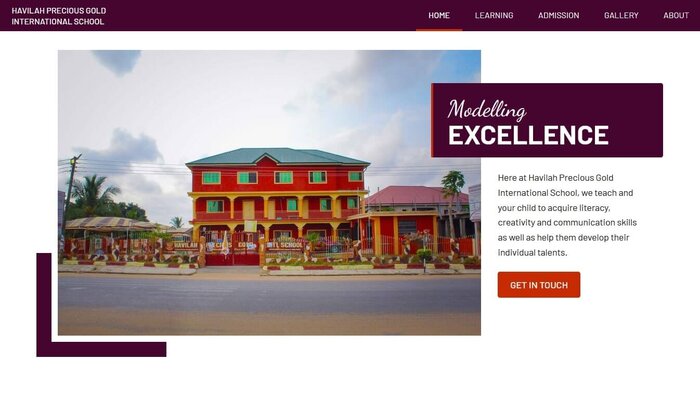 HAVILAH PRECIOUS GOLD
INTERNATIONAL SCHOOL
HOME
LEARNING
ADMISSION
GALLERY
ABOUT
Modelling
EXCELLENCE
Here at Havilah Precious Gold
International School, we teach and
your child to acquire literacy,
creativity and communication skills
as well as help them develop their
individual talents.
GET IN TOUCH
HAVILAH PRECIOUS GOLD INT'L SCHOOL